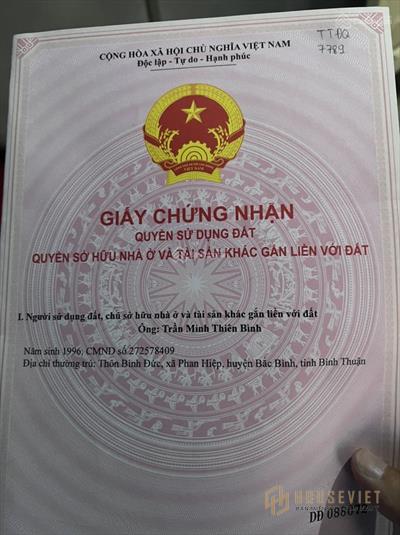 CỘNG HÒA XÃ HỘI CHỦ NGHĨA VIỆT NAM
Độc lập - Tự do - Hạnh phúc
TTĐQ
7789
VIỆT NAM
GIẤY CHỨNG NHẬN
QUYỀN SỬ DỤNG ĐẤT
QUYỀN SỞ HỮU NHÀ Ở VÀ TÀI SẢN KHÁC GẮN LIỀN VỚI ĐẤT
I. Người sử dụng đất, chủ sở hữu nhà ở và tài sản khác gắn liền với đất
Ông: Trần Minh Thiên Bình
Năm sinh 1996; CMND số 272578409
Địa chỉ thường trú: Thôn Bình Đức, xã Phan Hiệp, huyện Bắc Bình, tỉnh Bình Thuận
HOUSEVIET